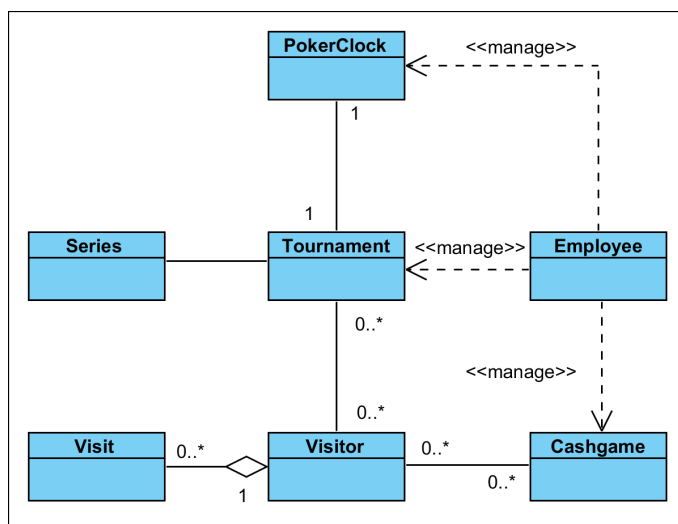 PokerClock
<<manage>>
1
1
Series
Tournament
<<manage>>
Employee
0..*
<<manage>>
0..*
Visit
0..*
1
Visitor
0..*
0..*
Cashgame